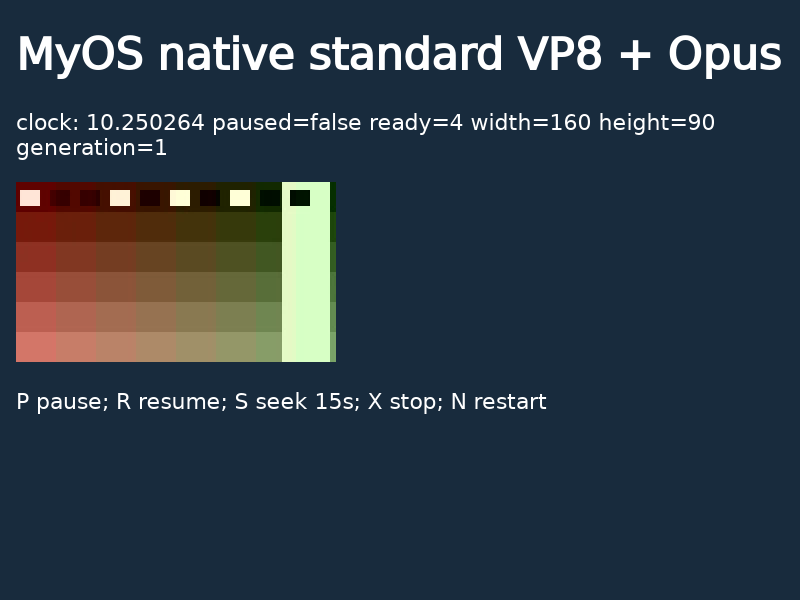 MyOS native standard VP8 + Opus
clock: 10.250264 paused=false ready=4 width=160 height=90
generation=1
P pause; R resume; S seek 15s; X stop; N restart